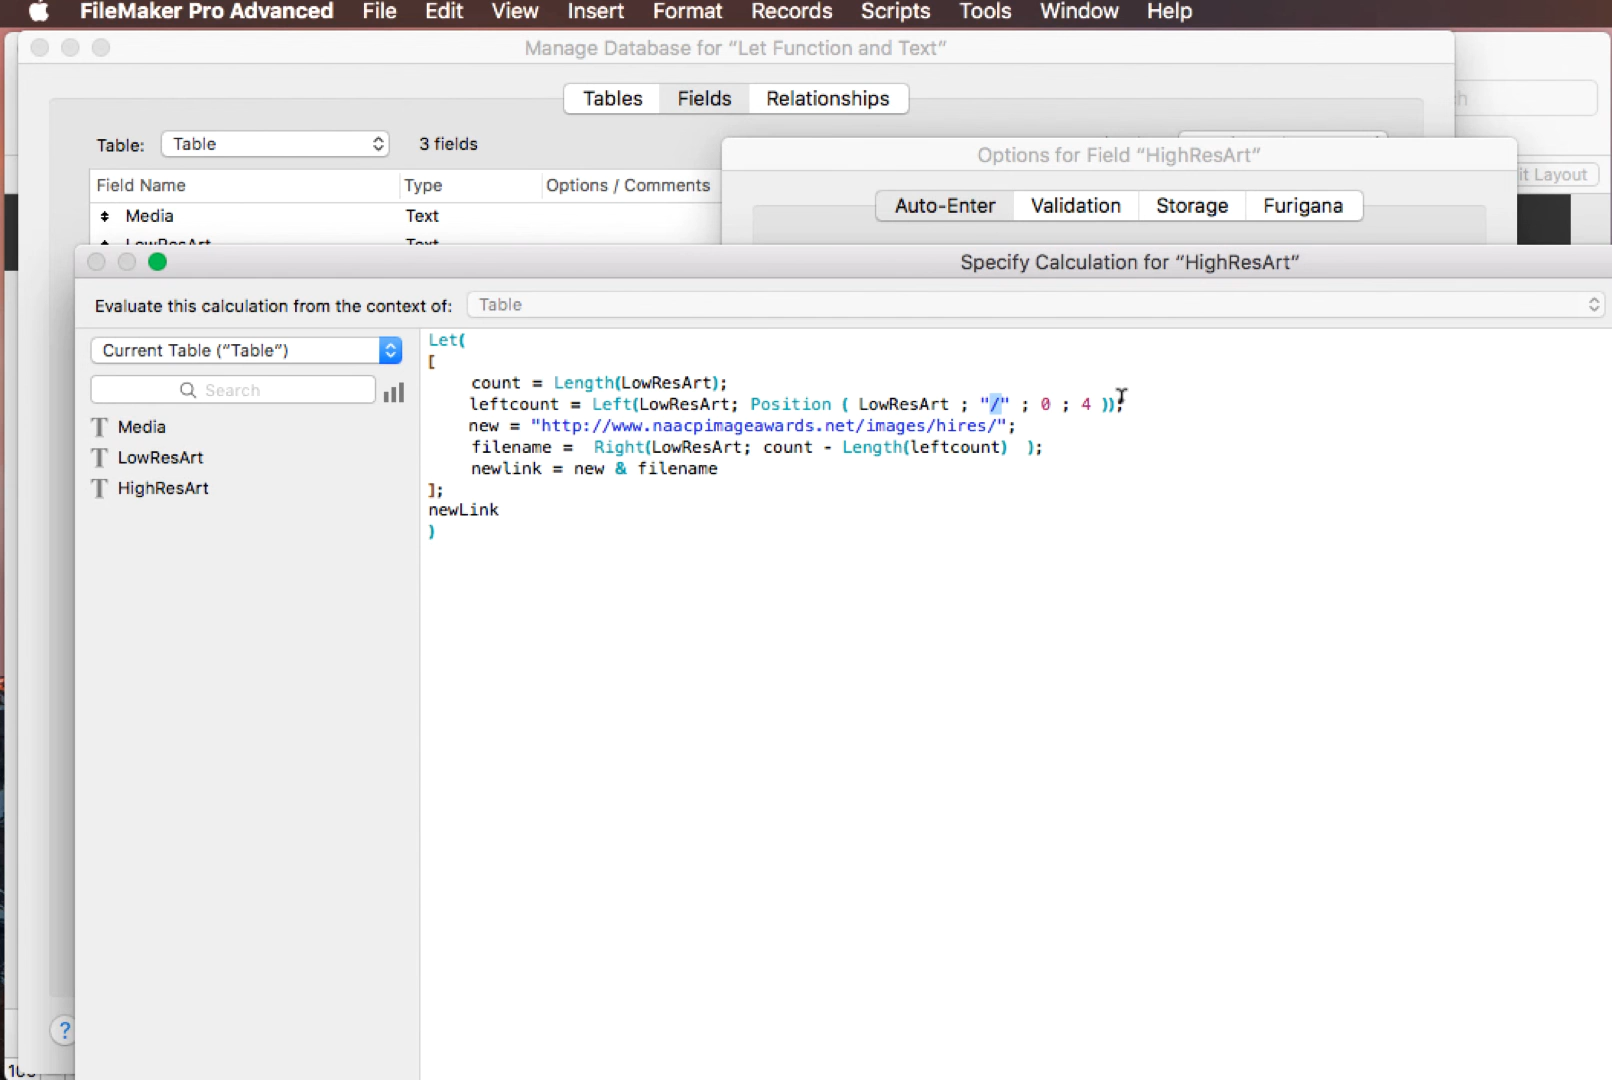 FileMaker Pro Advanced File Edit View Insert Format Records Scripts Tools Window Help
Manage Database for “Let Function and Text”
Tables Fields Relationships
Table: Table 3 fields
Field Name Type Options / Comments
Media Text
LowResArt Text
Options for Field “HighResArt”
it Layout
Auto-Enter Validation Storage Furigana
Specify Calculation for “HighResArt”
Evaluate this calculation from the context of: Table
Current Table (“Table”)
Search
Media
LowResArt
HighResArt
Let(
[
count = Length(LowResArt);
leftcount = Left(LowResArt; Position ( LowResArt ; "/" ; 0 ; 4 ));
new = "http://www.naacpimageawards.net/images/hires/";
filename = Right(LowResArt; count - Length(leftcount) );
newlink = new & filename
];
newLink
)
?